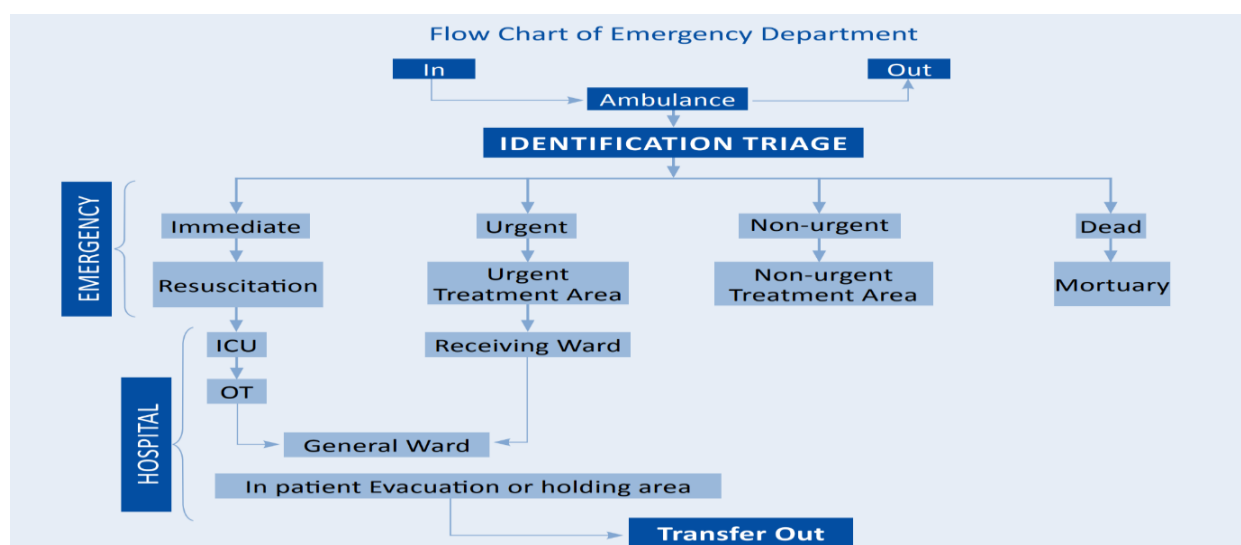 Flow Chart of Emergency Department
In
Out
Ambulance
IDENTIFICATION TRIAGE
EMERGENCY
Immediate
Urgent
Non-urgent
Dead
Resuscitation
Urgent
Treatment Area
Non-urgent
Treatment Area
Mortuary
HOSPITAL
ICU
Receiving Ward
OT
General Ward
In patient Evacuation or holding area
Transfer Out